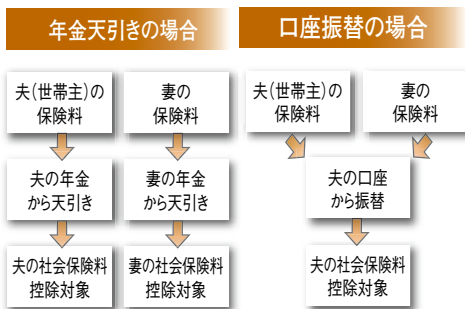 年金天引きの場合
夫(世帯主)の
保険料
妻の
保険料
夫の年金
から天引き
妻の年金
から天引き
夫の社会保険料
控除対象
妻の社会保険料
控除対象
口座振替の場合
夫(世帯主)の
保険料
妻の
保険料
夫の口座
から振替
夫の社会保険料
控除対象